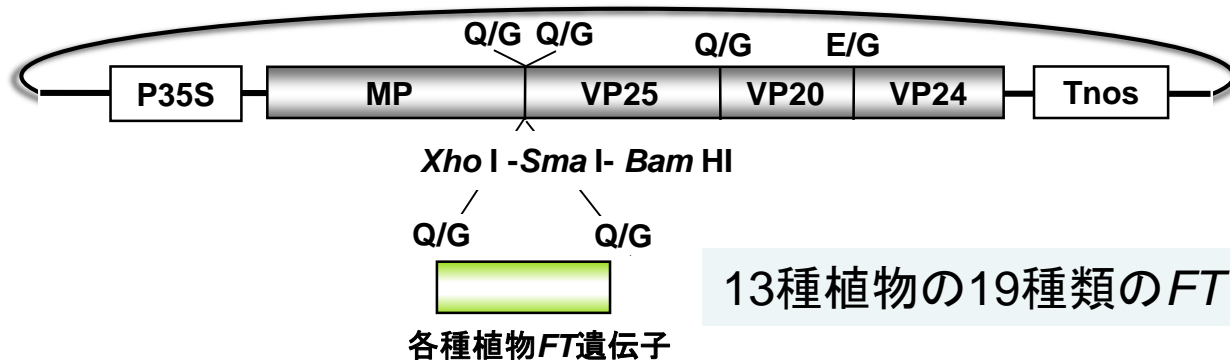 Q/G Q/G Q/G E/G
P35S MP VP25 VP20 VP24 Tnos
Xho I -Sma I- Bam HI
Q/G Q/G
13種植物の19種類のFT
各種植物FT遺伝子